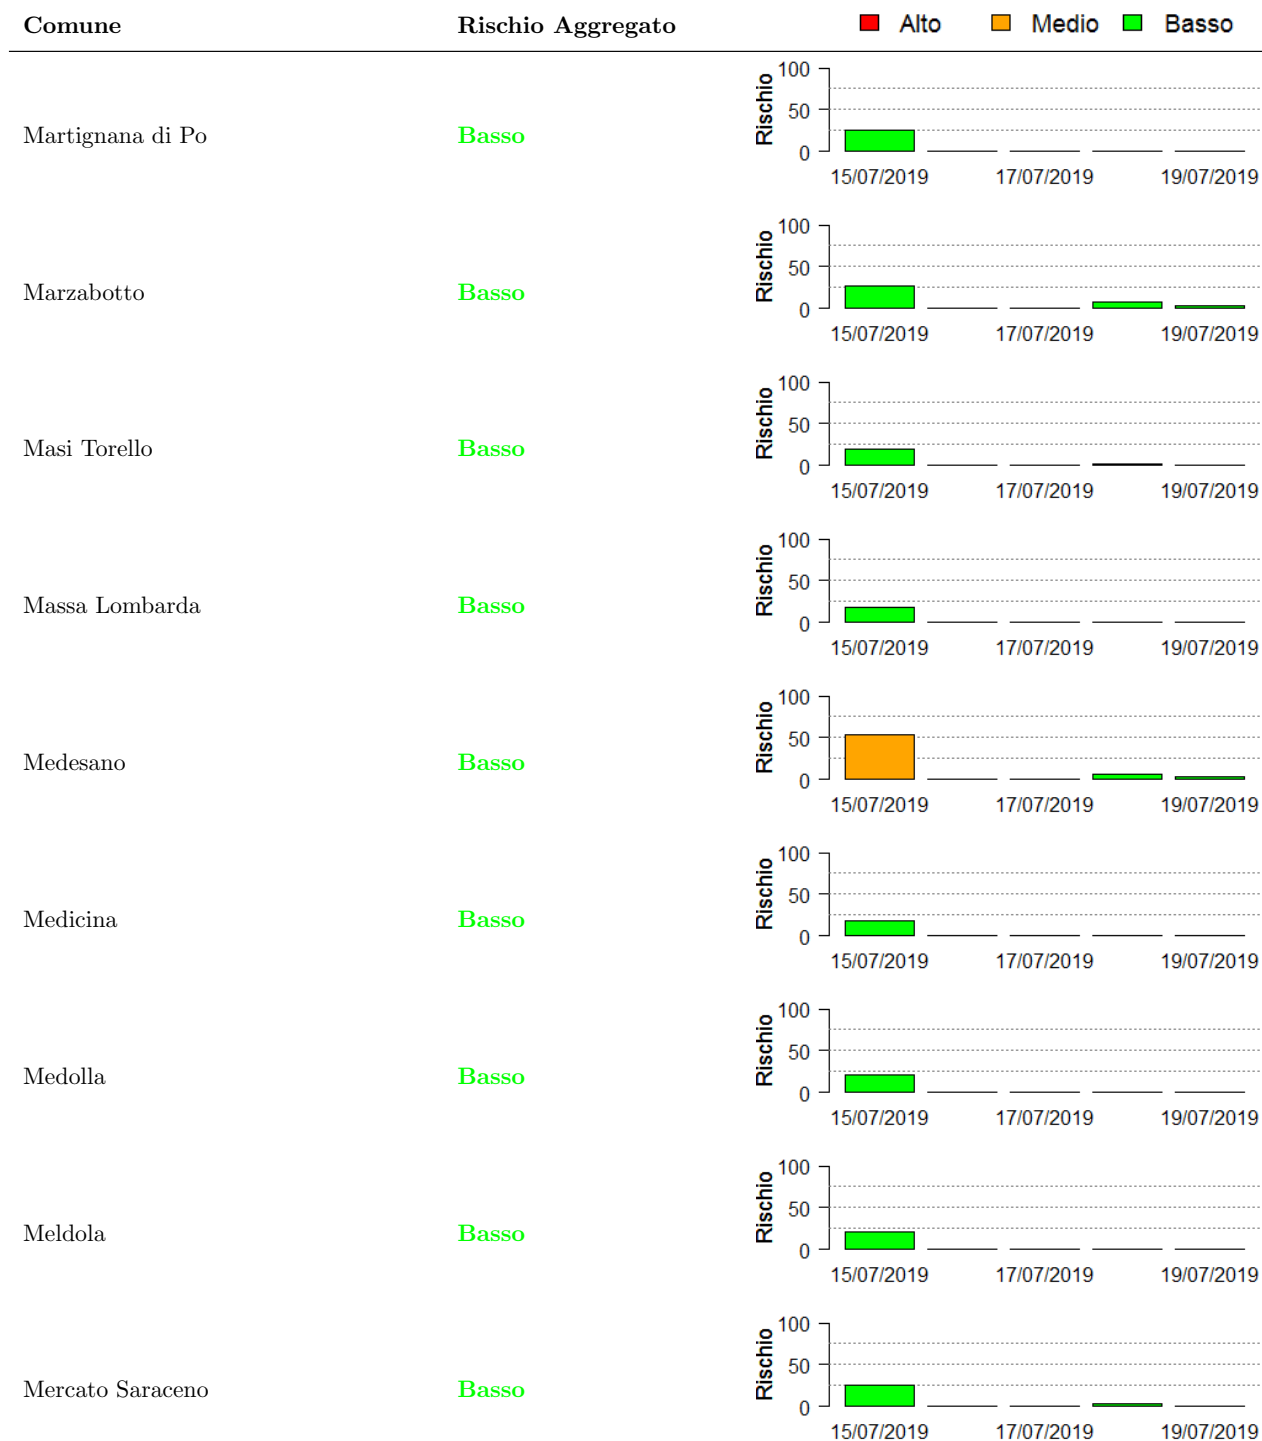 Comune Rischio Aggregato Alto Medio Basso
Martignana di Po Basso
Rischio
100
50
0
15/07/2019 17/07/2019 19/07/2019
Marzabotto Basso
Rischio
100
50
0
15/07/2019 17/07/2019 19/07/2019
Masi Torello Basso
Rischio
100
50
0
15/07/2019 17/07/2019 19/07/2019
Massa Lombarda Basso
Rischio
100
50
0
15/07/2019 17/07/2019 19/07/2019
Medesano Basso
Rischio
100
50
0
15/07/2019 17/07/2019 19/07/2019
Medicina Basso
Rischio
100
50
0
15/07/2019 17/07/2019 19/07/2019
Medolla Basso
Rischio
100
50
0
15/07/2019 17/07/2019 19/07/2019
Meldola Basso
Rischio
100
50
0
15/07/2019 17/07/2019 19/07/2019
Mercato Saraceno Basso
Rischio
100
50
0
15/07/2019 17/07/2019 19/07/2019